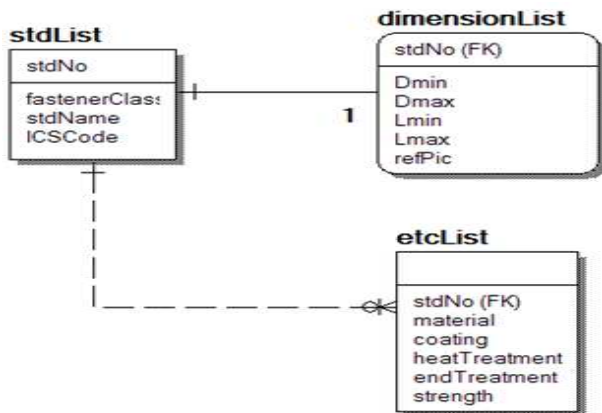 stdList
stdNo
fastenerClass
stdName
ICSCode
1
dimensionList
stdNo (FK)
Dmin
Dmax
Lmin
Lmax
refPic
etcList
stdNo (FK)
material
coating
heatTreatment
endTreatment
strength